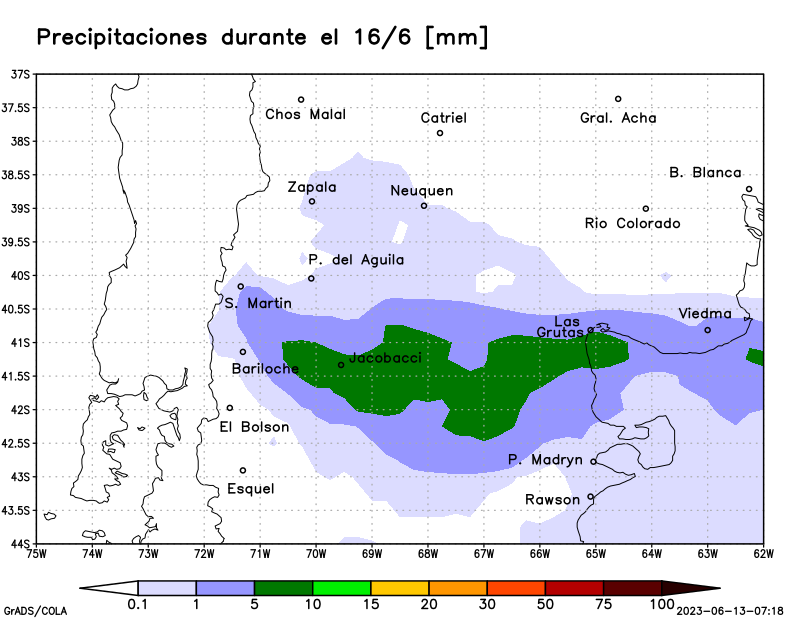 Precipitaciones durante el 16/6 [mm]
37S
37.5S
Chos Malal
Catriel
Gral. Acha
38S
38.5S
B. Blanca
Zapala
Neuquen
39S
Rio Colorado
39.5S
P. del Aguila
40S
S. Martin
40.5S
Viedma
Las
Grutas
41S
Jacobacci
Bariloche
41.5S
42S
El Bolson
42.5S
P. Madryn
43S
Esquel
Rawson
43.5S
44S
75W 74W 73W 72W 71W 70W 69W 68W 67W 66W 65W 64W 63W 62W
0.1 1 5 10 15 20 30 50 75 100
GrADS/COLA
2023-06-13-07:18